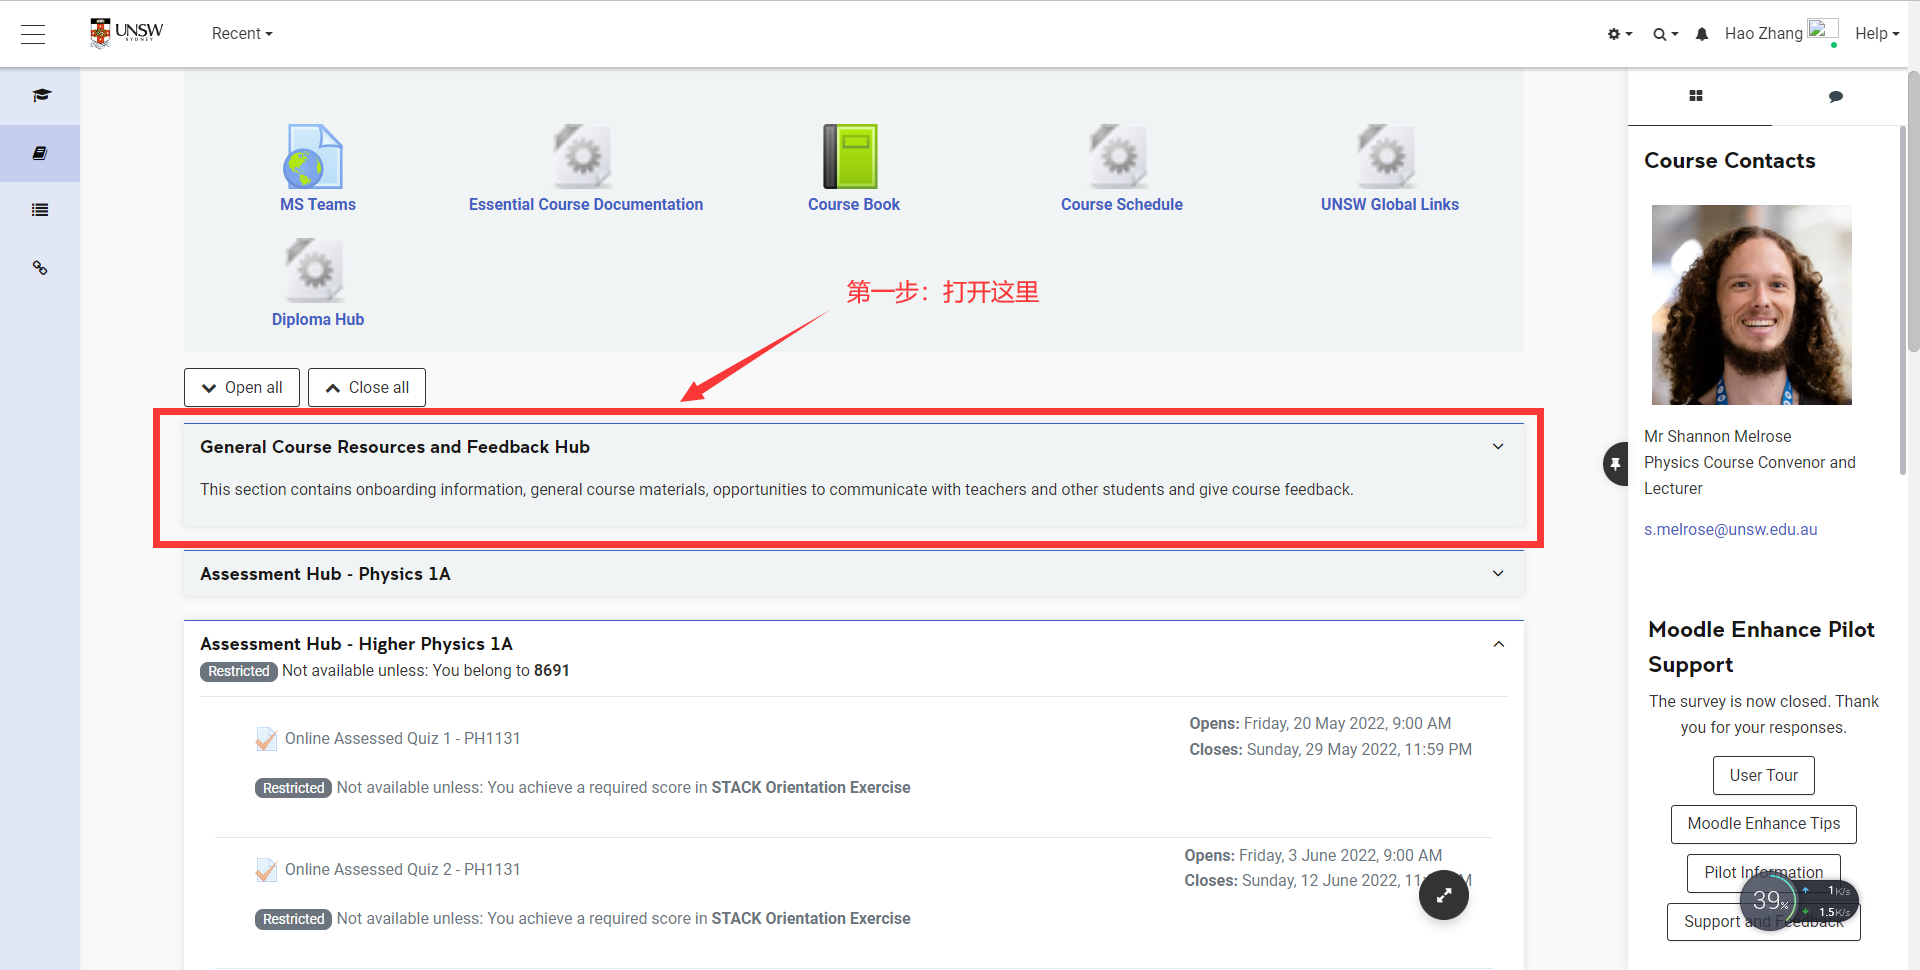 UNSW
SYDNEY
Recent
Hao Zhang
Help
MS Teams
Essential Course Documentation
Course Book
Course Schedule
UNSW Global Links
Diploma Hub
第一步：打开这里
Open all
Close all
General Course Resources and Feedback Hub
This section contains onboarding information, general course materials, opportunities to communicate with teachers and other students and give course feedback.
Assessment Hub - Physics 1A
Assessment Hub - Higher Physics 1A
Restricted Not available unless: You belong to 8691
Online Assessed Quiz 1 - PH1131
Opens: Friday, 20 May 2022, 9:00 AM
Closes: Sunday, 29 May 2022, 11:59 PM
Restricted Not available unless: You achieve a required score in STACK Orientation Exercise
Online Assessed Quiz 2 - PH1131
Opens: Friday, 3 June 2022, 9:00 AM
Closes: Sunday, 12 June 2022,
Restricted Not available unless: You achieve a required score in STACK Orientation Exercise
Course Contacts
Mr Shannon Melrose
Physics Course Convenor and
Lecturer
s.melrose@unsw.edu.au
Moodle Enhance Pilot
Support
The survey is now closed. Thank
you for your responses.
User Tour
Moodle Enhance Tips
Pilot Information
Support and Feedback
39%
1K/s
1.5K/s